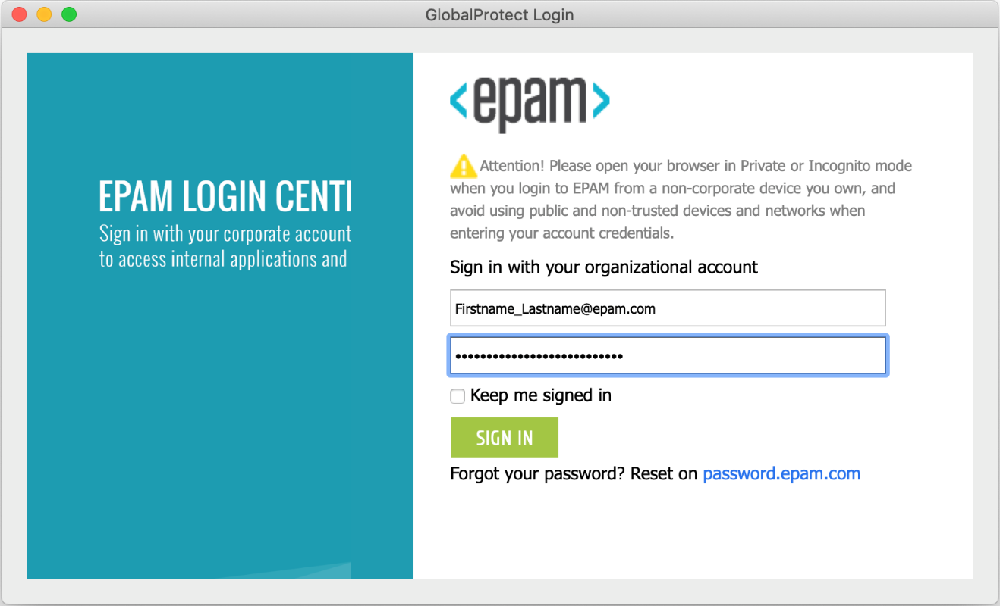 GlobalProtect Login
EPAM LOGIN CENT
Sign in with your corporate account
to access internal applications and
<epam>
Attention! Please open your browser in Private or Incognito mode
when you login to EPAM from a non-corporate device you own, and
avoid using public and non-trusted devices and networks when
entering your account credentials.
Sign in with your organizational account
Firstname_Lastname@epam.com
•••••••••••••••••••••••••••
Keep me signed in
SIGN IN
Forgot your password? Reset on password.epam.com